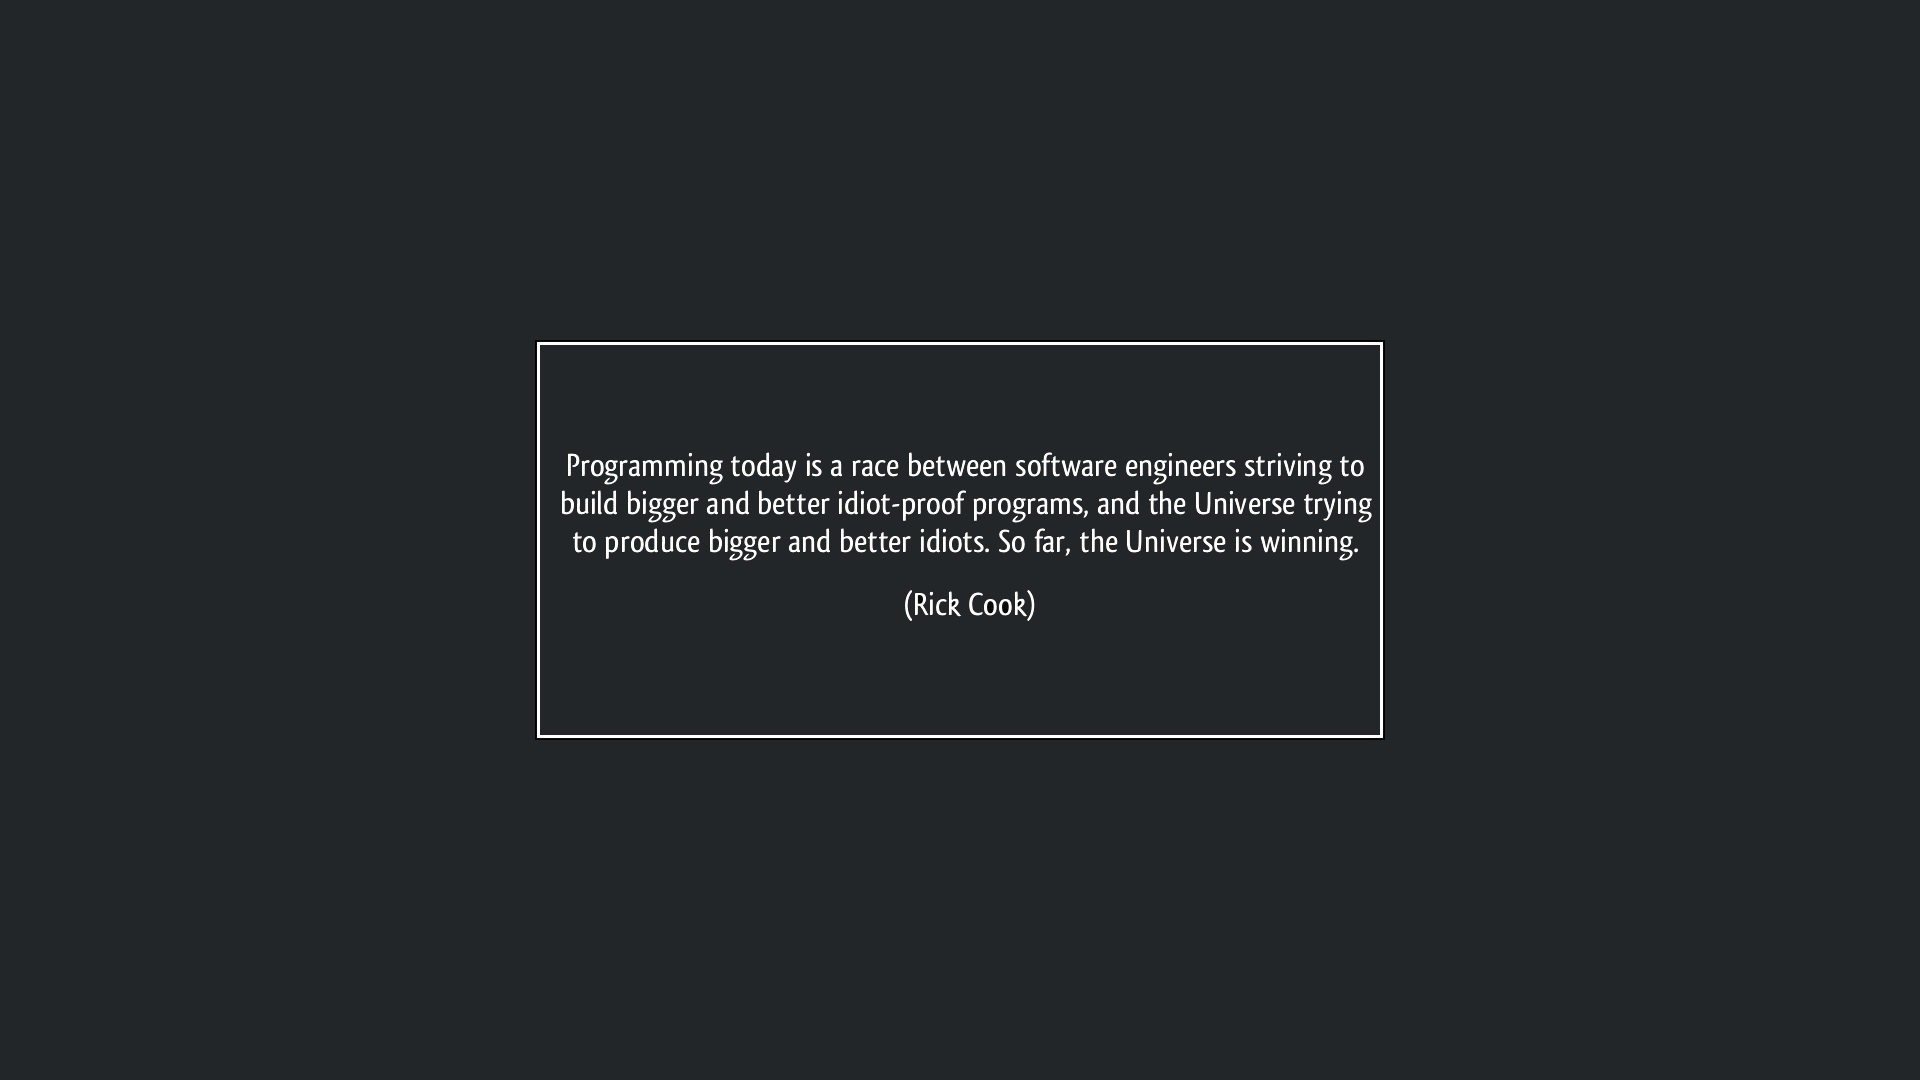 Programming today is a race between software engineers striving to
build bigger and better idiot-proof programs, and the Universe trying
to produce bigger and better idiots. So far, the Universe is winning.
(Rick Cook)